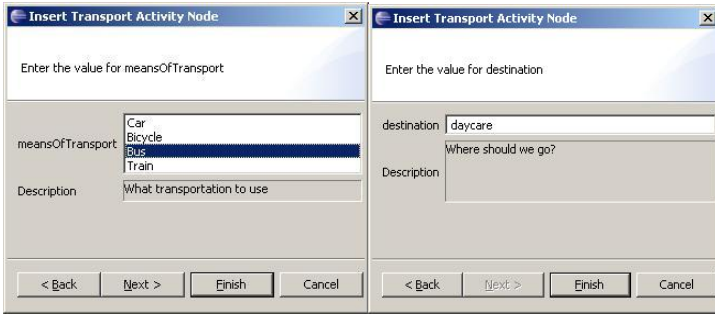 Insert Transport Activity Node
Enter the value for meansOfTransport
meansOfTransport
Car
Bicycle
Bus
Train
Description
What transportation to use
< Back
Next >
Finish
Cancel
Insert Transport Activity Node
Enter the value for destination
destination
daycare
Description
Where should we go?
< Back
Next >
Finish
Cancel